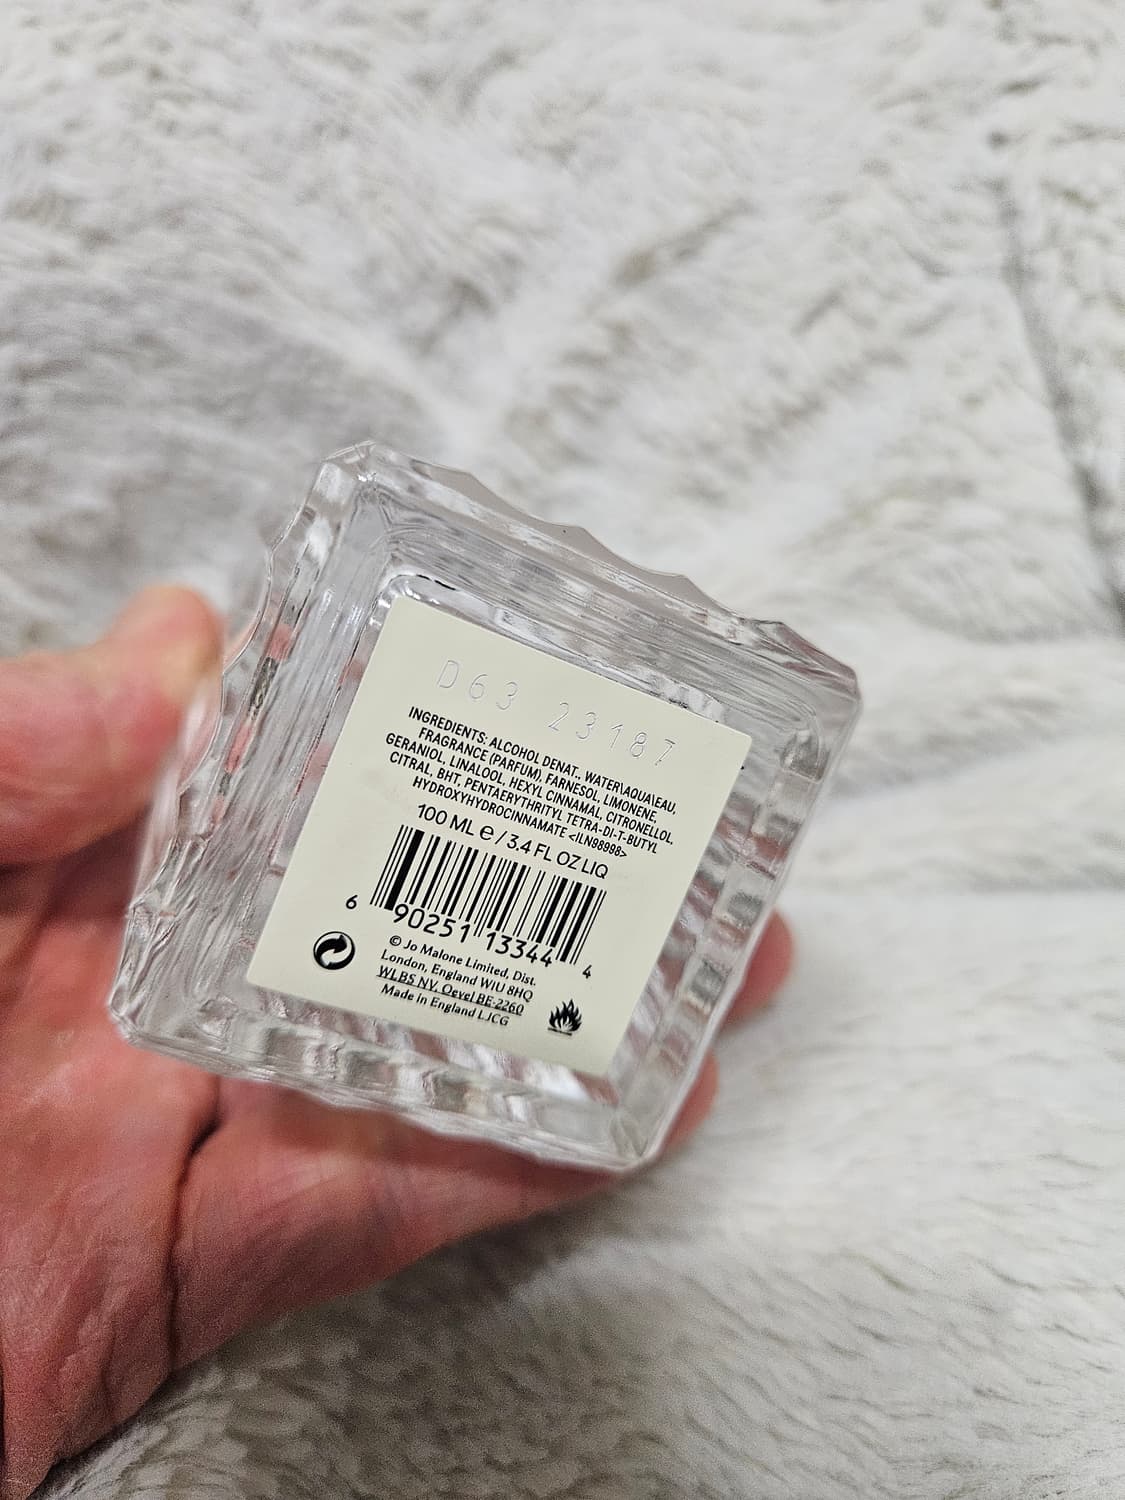 D63 23187
INGREDIENTS: ALCOHOL DENAT., WATER\AQUA\EAU,
FRAGRANCE (PARFUM), FARNESOL, LIMONENE,
GERANIOL, LINALOOL, HEXYL CINNAMAL, CITRONELLOL,
CITRAL, BHT, PENTAERYTHRITYL TETRA-DI-T-BUTYL
HYDROXYHYDROCINNAMATE <ILN98998>
100 ML e / 3.4 FL OZ LIQ
6 90251 13344 4
© Jo Malone Limited, Dist.
London, England W1U 8HQ
WLBS NV, Oevel BE-2260
Made in England LJCG